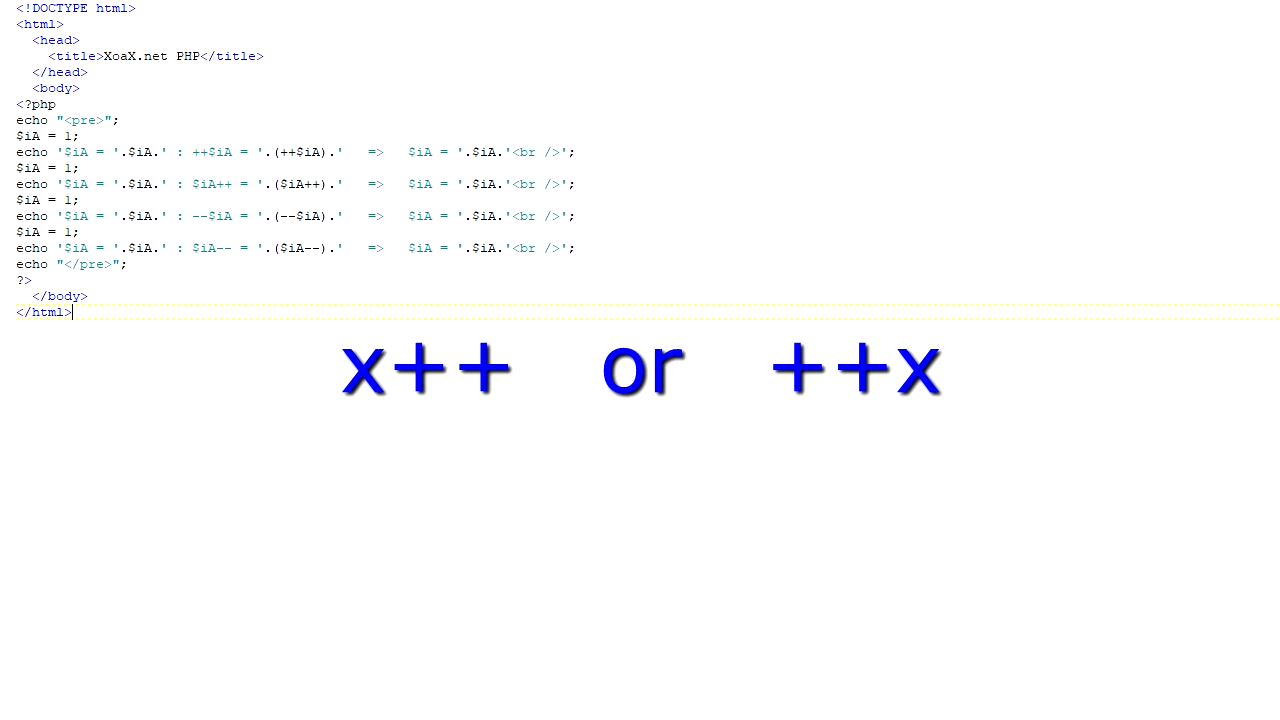 <!DOCTYPE html>
<html>
  <head>
    <title>XoaX.net PHP</title>
  </head>
  <body>
<?php
echo "<pre>";
$iA = 1;
echo '$iA = '.$iA.' : ++$iA = '.(++$iA).'   =>   $iA = '.$iA.'<br />';
$iA = 1;
echo '$iA = '.$iA.' : $iA++ = '.($iA++).'   =>   $iA = '.$iA.'<br />';
$iA = 1;
echo '$iA = '.$iA.' : --$iA = '.(--$iA).'   =>   $iA = '.$iA.'<br />';
$iA = 1;
echo '$iA = '.$iA.' : $iA-- = '.($iA--).'   =>   $iA = '.$iA.'<br />';
echo "</pre>";
?>
  </body>
</html>
x++ or ++x